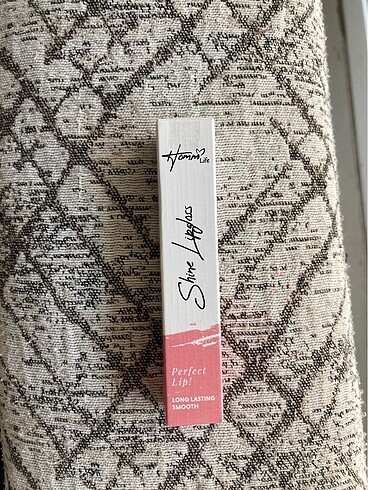 Homm
Life
Shine Lipgloss
Perfect
Lip!
LONG LASTING
SMOOTH